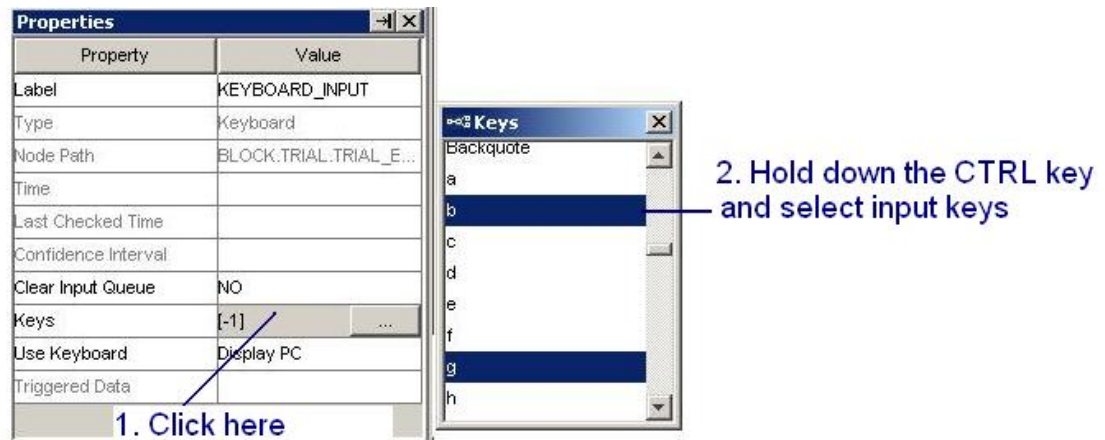 Properties
Property Value
Label KEYBOARD_INPUT
Type Keyboard
Node Path BLOCK.TRIAL.TRIAL_E...
Time
Last Checked Time
Confidence Interval
Clear Input Queue NO
Keys [-1] ...
Use Keyboard Display PC
Triggered Data
1. Click here
Keys
Backquote
a
b
c
d
e
f
g
h
2. Hold down the CTRL key
and select input keys